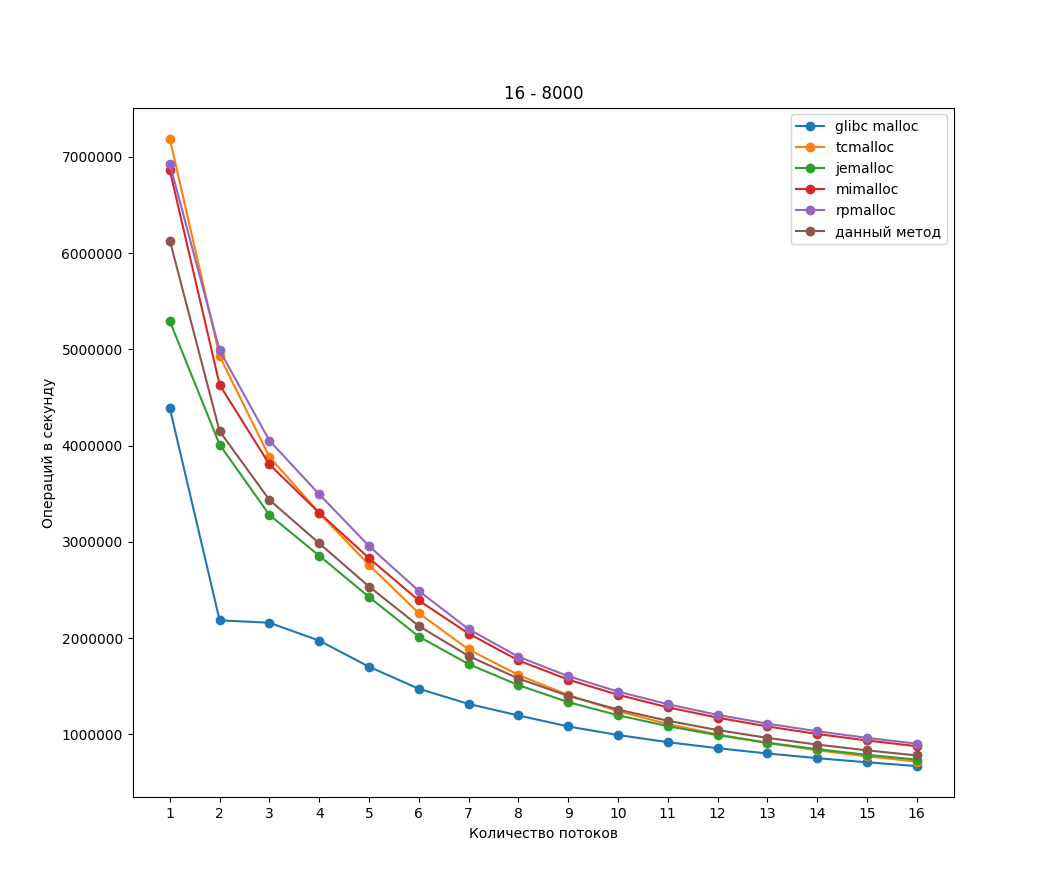 16 - 8000
glibc malloc
tcmalloc
jemalloc
mimalloc
rpmalloc
данный метод
Операций в секунду
7000000
6000000
5000000
4000000
3000000
2000000
1000000
1 2 3 4 5 6 7 8 9 10 11 12 13 14 15 16
Количество потоков